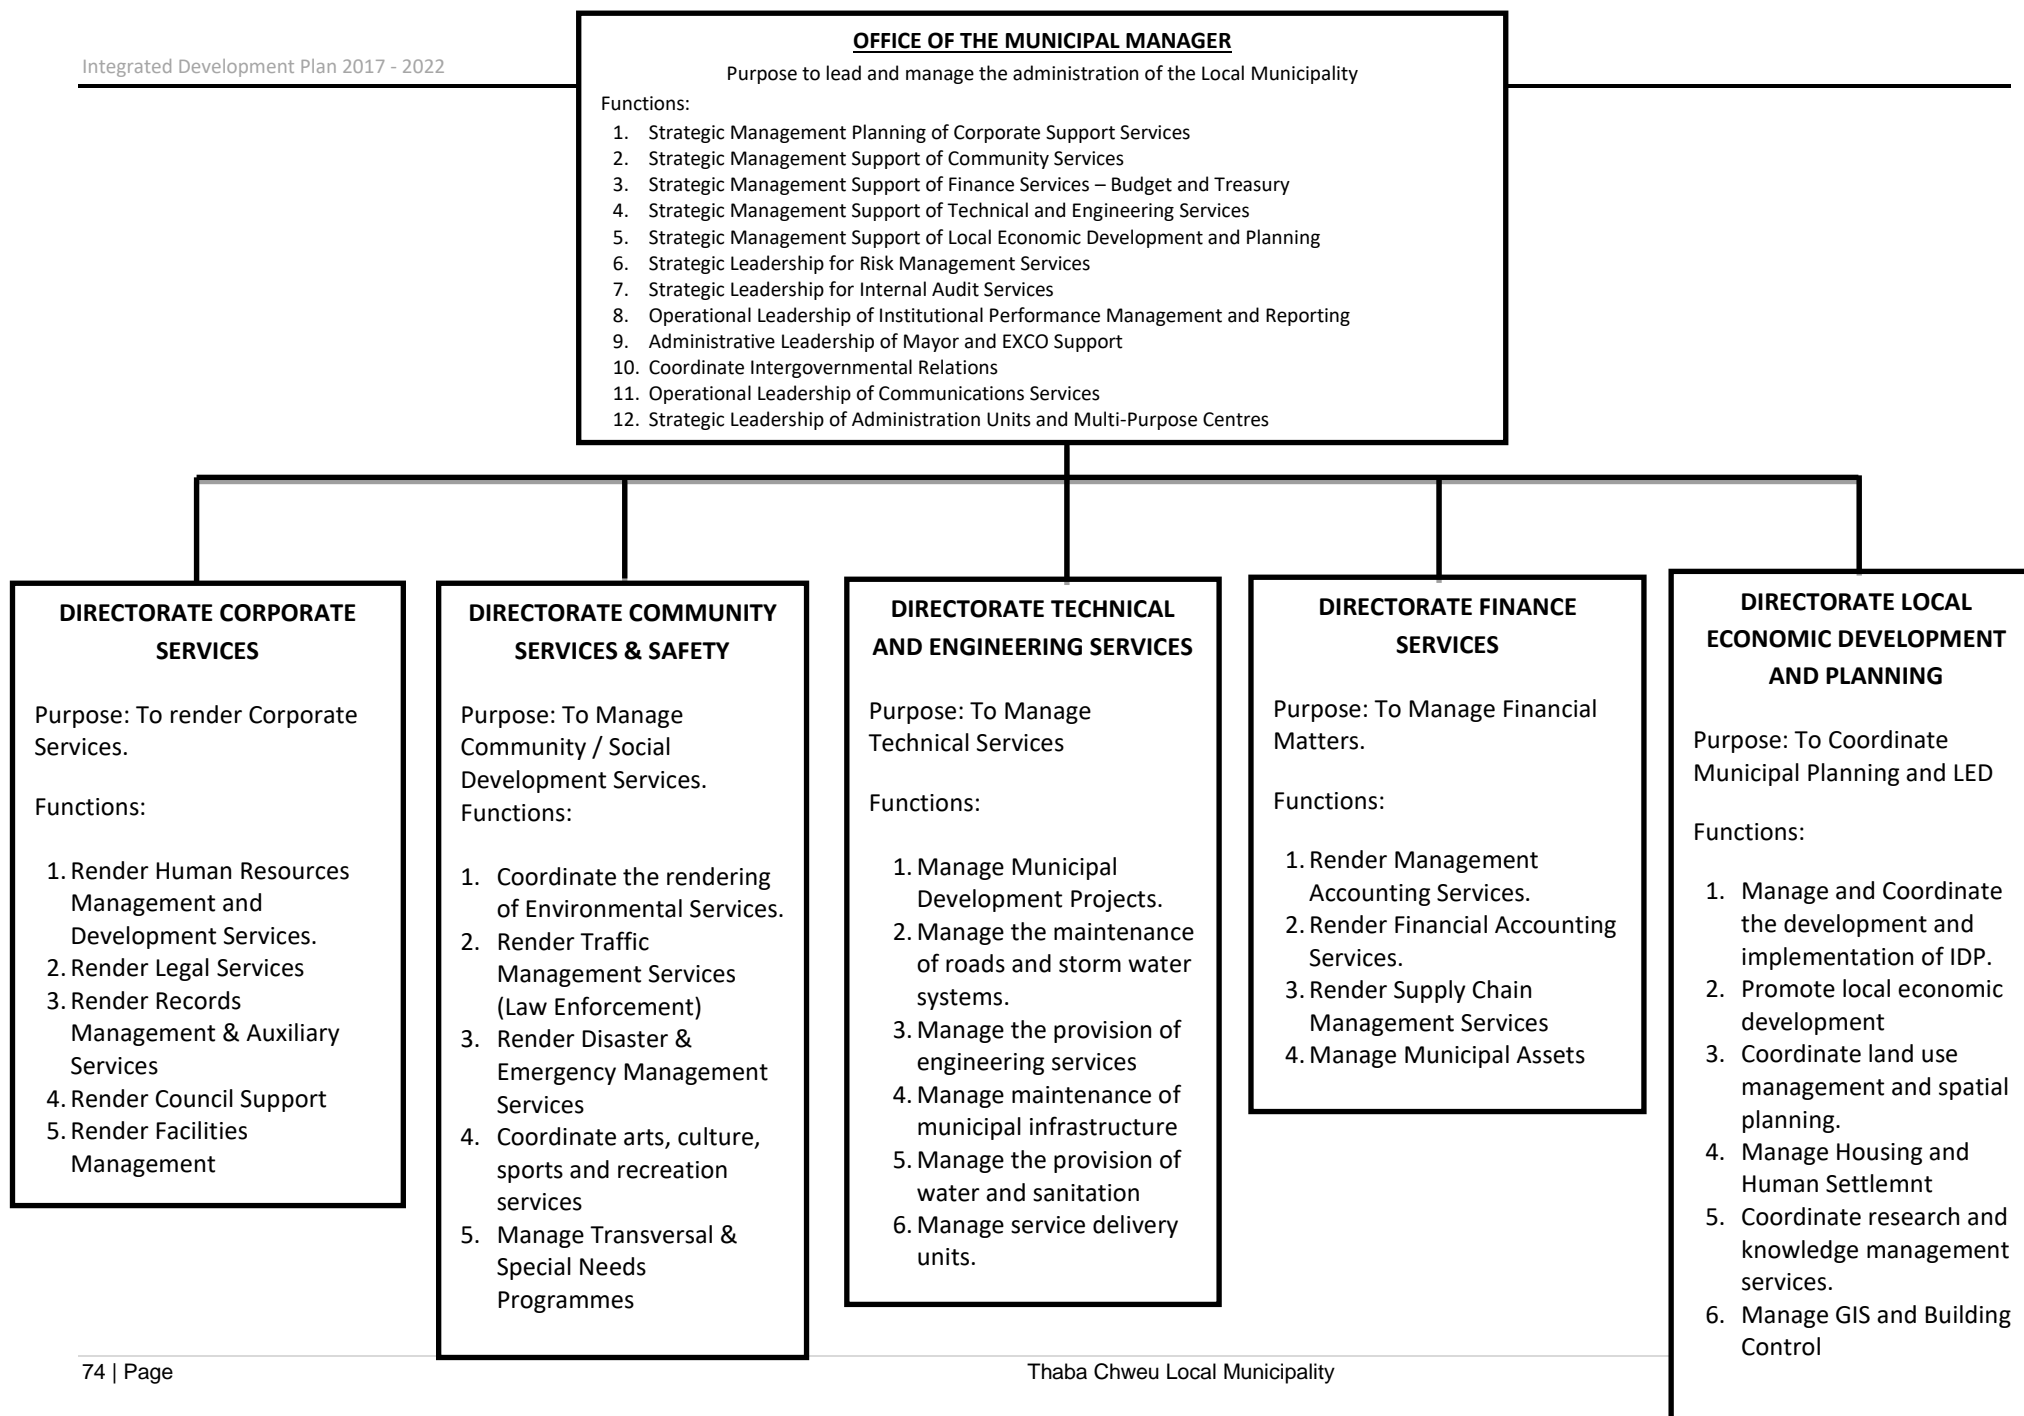 Integrated Development Plan 2017 - 2022
OFFICE OF THE MUNICIPAL MANAGER
Purpose to lead and manage the administration of the Local Municipality
Functions:
1. Strategic Management Planning of Corporate Support Services
2. Strategic Management Support of Community Services
3. Strategic Management Support of Finance Services – Budget and Treasury
4. Strategic Management Support of Technical and Engineering Services
5. Strategic Management Support of Local Economic Development and Planning
6. Strategic Leadership for Risk Management Services
7. Strategic Leadership for Internal Audit Services
8. Operational Leadership of Institutional Performance Management and Reporting
9. Administrative Leadership of Mayor and EXCO Support
10. Coordinate Intergovernmental Relations
11. Operational Leadership of Communications Services
12. Strategic Leadership of Administration Units and Multi-Purpose Centres
DIRECTORATE CORPORATE
SERVICES
Purpose: To render Corporate
Services.
Functions:
1. Render Human Resources
Management and
Development Services.
2. Render Legal Services
3. Render Records
Management & Auxiliary
Services
4. Render Council Support
5. Render Facilities
Management
DIRECTORATE COMMUNITY
SERVICES & SAFETY
Purpose: To Manage
Community / Social
Development Services.
Functions:
1. Coordinate the rendering
of Environmental Services.
2. Render Traffic
Management Services
(Law Enforcement)
3. Render Disaster &
Emergency Management
Services
4. Coordinate arts, culture,
sports and recreation
services
5. Manage Transversal &
Special Needs
Programmes
DIRECTORATE TECHNICAL
AND ENGINEERING SERVICES
Purpose: To Manage
Technical Services
Functions:
1. Manage Municipal
Development Projects.
2. Manage the maintenance
of roads and storm water
systems.
3. Manage the provision of
engineering services
4. Manage maintenance of
municipal infrastructure
5. Manage the provision of
water and sanitation
6. Manage service delivery
units.
DIRECTORATE FINANCE
SERVICES
Purpose: To Manage Financial
Matters.
Functions:
1. Render Management
Accounting Services.
2. Render Financial Accounting
Services.
3. Render Supply Chain
Management Services
4. Manage Municipal Assets
DIRECTORATE LOCAL
ECONOMIC DEVELOPMENT
AND PLANNING
Purpose: To Coordinate
Municipal Planning and LED
Functions:
1. Manage and Coordinate
the development and
implementation of IDP.
2. Promote local economic
development
3. Coordinate land use
management and spatial
planning.
4. Manage Housing and
Human Settlemnt
5. Coordinate research and
knowledge management
services.
6. Manage GIS and Building
Control
74 | Page
Thaba Chweu Local Municipality